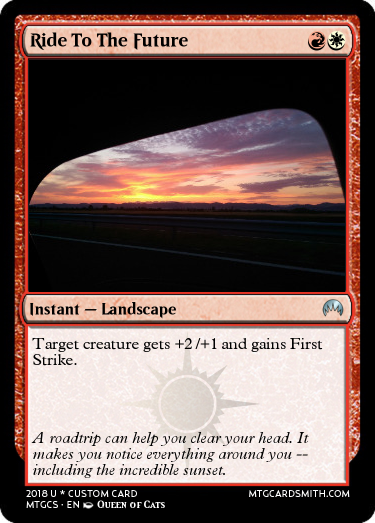 Ride To The Future
Instant — Landscape
Target creature gets +2/+1 and gains First
Strike.
A roadtrip can help you clear your head. It
makes you notice everything around you --
including the incredible sunset.
2018 U * CUSTOM CARD
MTGCARDSMITH.COM
MTGCS · EN QUEEN OF CATS